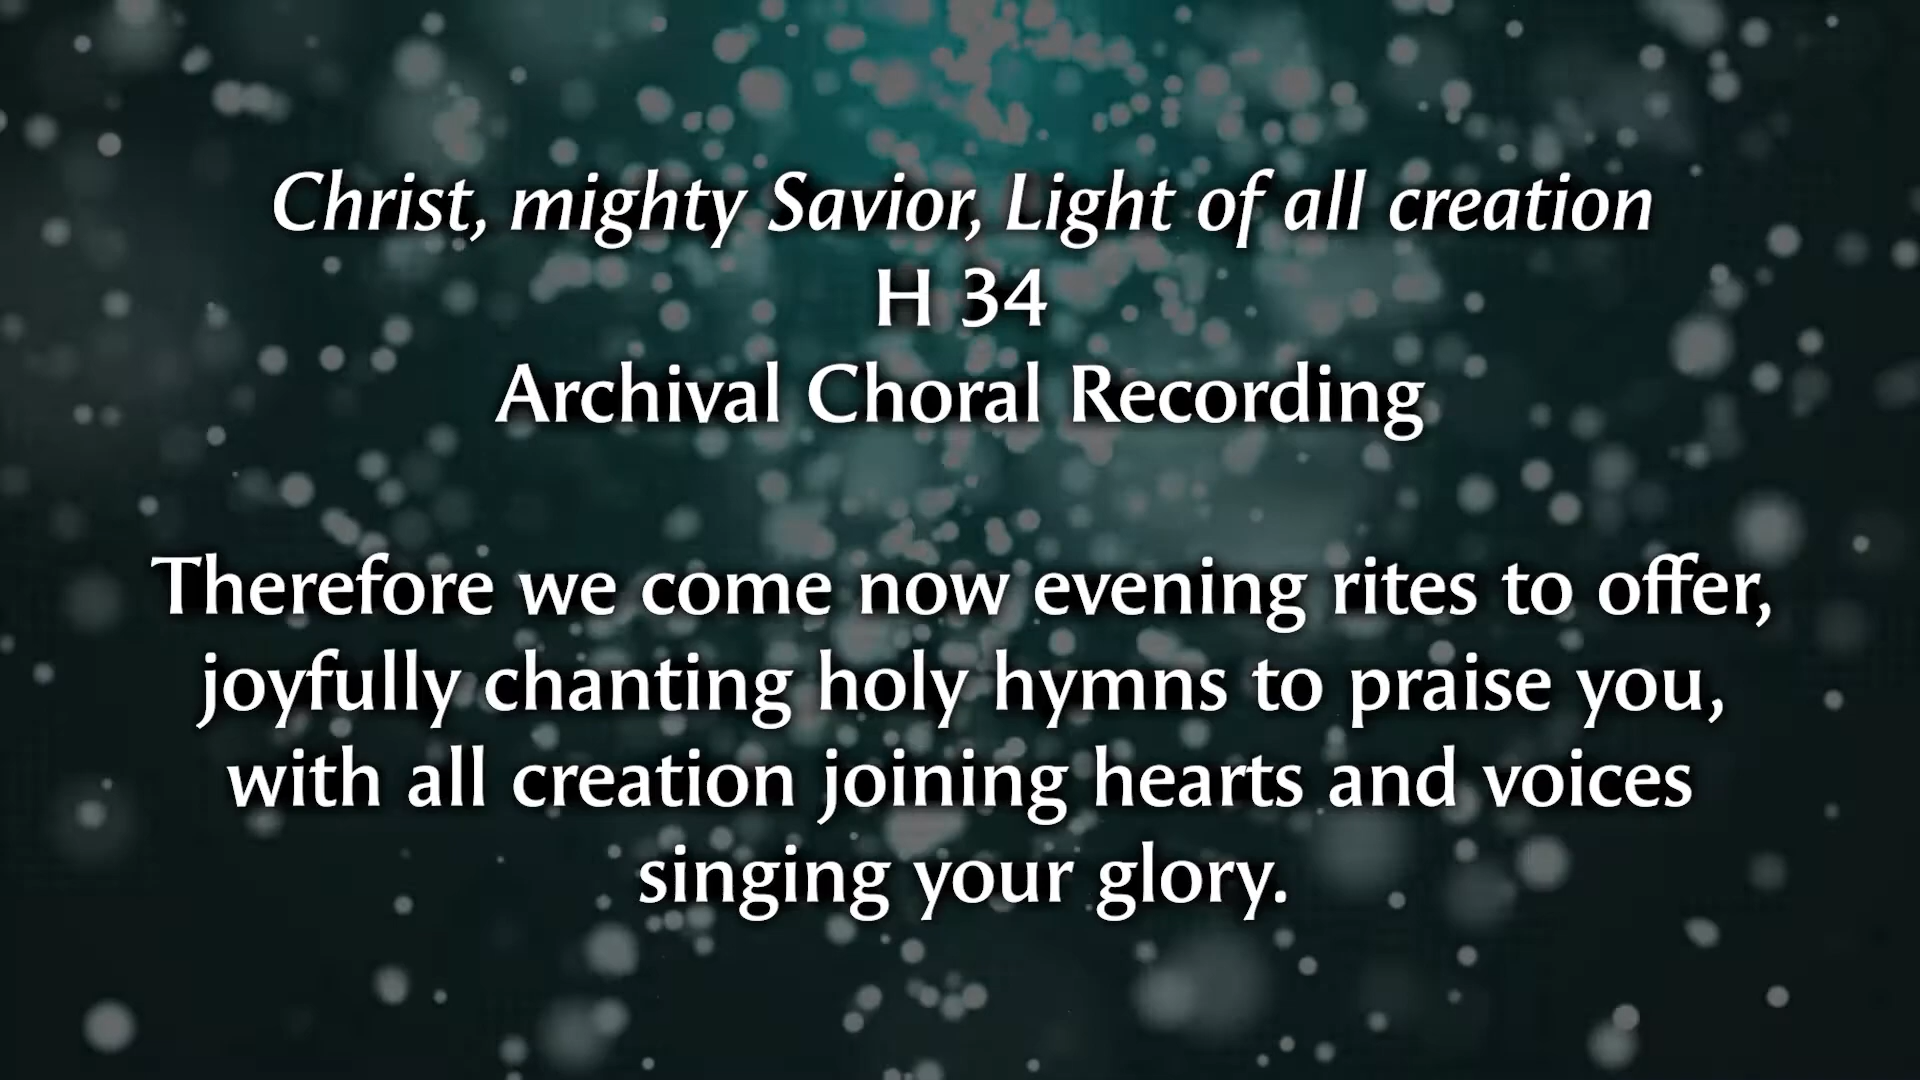 Christ, mighty Savior, Light of all creation
H 34
Archival Choral Recording
Therefore we come now evening rites to offer,
joyfully chanting holy hymns to praise you,
with all creation joining hearts and voices
singing your glory.